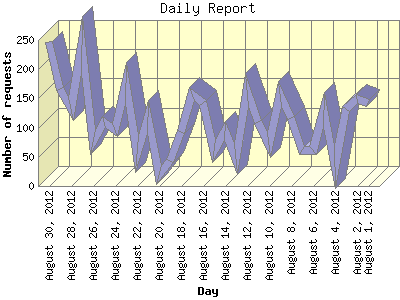 Daily Report
Number of requests
250
200
150
100
50
0
August 30, 2012
August 28, 2012
August 26, 2012
August 24, 2012
August 22, 2012
August 20, 2012
August 18, 2012
August 16, 2012
August 14, 2012
August 12, 2012
August 10, 2012
August 8, 2012
August 6, 2012
August 4, 2012
August 2, 2012
August 1, 2012
Day